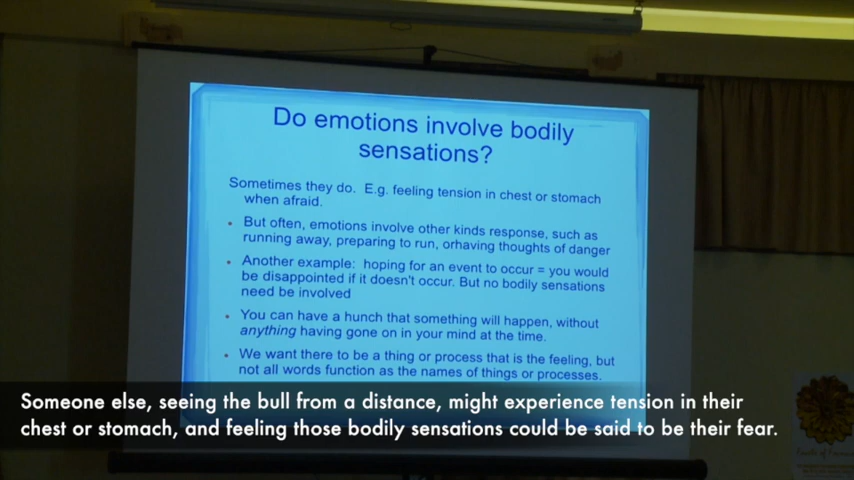 Do emotions involve bodily
sensations?
Sometimes they do. E.g. feeling tension in chest or stomach
when afraid.
• But often, emotions involve other kinds response, such as
running away, preparing to run, orhaving thoughts of danger
• Another example: hoping for an event to occur = you would
be disappointed if it doesn't occur. But no bodily sensations
need be involved
• You can have a hunch that something will happen, without
anything having gone on in your mind at the time.
• We want there to be a thing or process that is the feeling, but
not all words function as the names of things or processes.
Someone else, seeing the bull from a distance, might experience tension in their
chest or stomach, and feeling those bodily sensations could be said to be their fear.